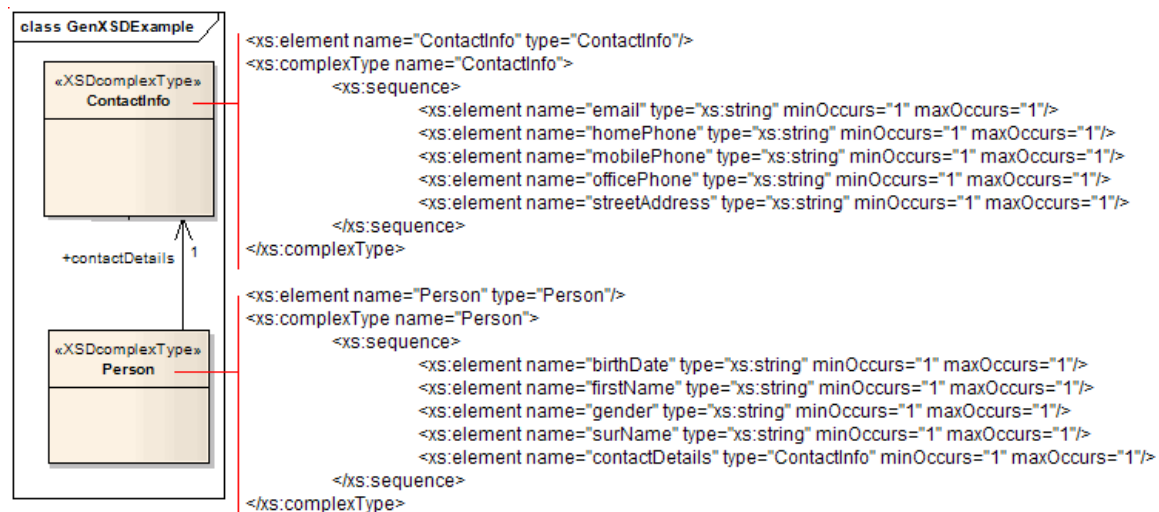 class GenXSDExample
«XSDcomplexType»
ContactInfo
+contactDetails
1
«XSDcomplexType»
Person
<xs:element name="ContactInfo" type="ContactInfo"/>
<xs:complexType name="ContactInfo">
<xs:sequence>
<xs:element name="email" type="xs:string" minOccurs="1" maxOccurs="1"/>
<xs:element name="homePhone" type="xs:string" minOccurs="1" maxOccurs="1"/>
<xs:element name="mobilePhone" type="xs:string" minOccurs="1" maxOccurs="1"/>
<xs:element name="officePhone" type="xs:string" minOccurs="1" maxOccurs="1"/>
<xs:element name="streetAddress" type="xs:string" minOccurs="1" maxOccurs="1"/>
</xs:sequence>
</xs:complexType>
<xs:element name="Person" type="Person"/>
<xs:complexType name="Person">
<xs:sequence>
<xs:element name="birthDate" type="xs:string" minOccurs="1" maxOccurs="1"/>
<xs:element name="firstName" type="xs:string" minOccurs="1" maxOccurs="1"/>
<xs:element name="gender" type="xs:string" minOccurs="1" maxOccurs="1"/>
<xs:element name="surName" type="xs:string" minOccurs="1" maxOccurs="1"/>
<xs:element name="contactDetails" type="ContactInfo" minOccurs="1" maxOccurs="1"/>
</xs:sequence>
</xs:complexType>